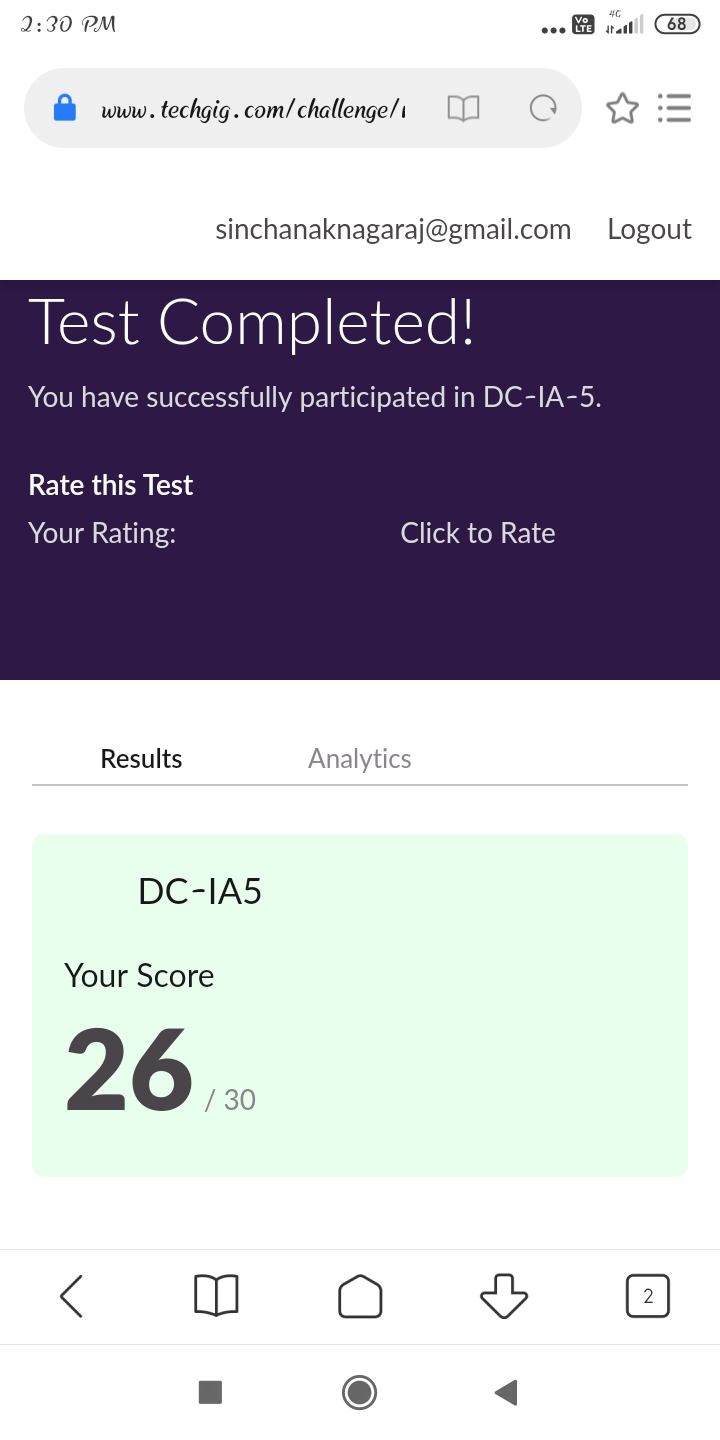 2:30 PM
Vo LTE 4G 68
www.techgig.com/challenge/
sinchanaknagaraj@gmail.com Logout
Test Completed!
You have successfully participated in DC-IA-5.
Rate this Test
Your Rating: Click to Rate
Results Analytics
DC-IA5
Your Score
26 / 30
2